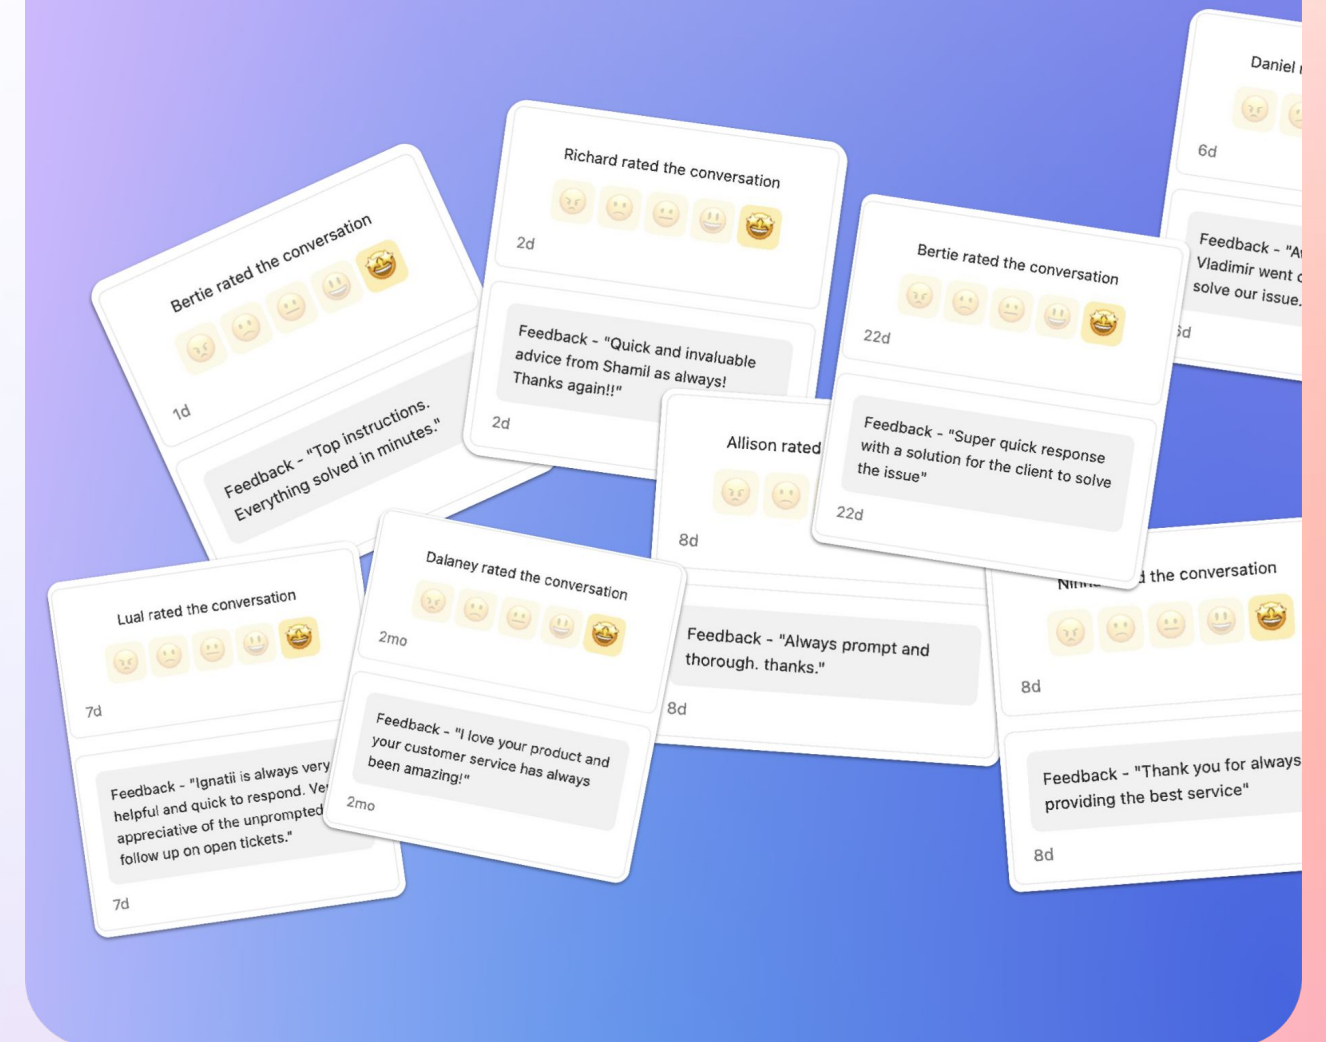 Bertie rated the conversation
1d
Feedback - "Top instructions.
Everything solved in minutes."
Richard rated the conversation
2d
Feedback - "Quick and invaluable
advice from Shamil as always!
Thanks again!!"
2d
Bertie rated the conversation
22d
Feedback - "Super quick response
with a solution for the client to solve
the issue"
22d
Daniel
6d
Feedback -
Vladimir went
solve our issue.
Allison rated
8d
Feedback - "Always prompt and
thorough. thanks."
8d
Lual rated the conversation
7d
Feedback - "Ignatii is always very
helpful and quick to respond.
appreciative of the unprompted
follow up on open tickets."
7d
Dalaney rated the conversation
2mo
Feedback - "I love your product and
your customer service has always
been amazing!"
2mo
the conversation
8d
Feedback - "Thank you for always
providing the best service"
8d